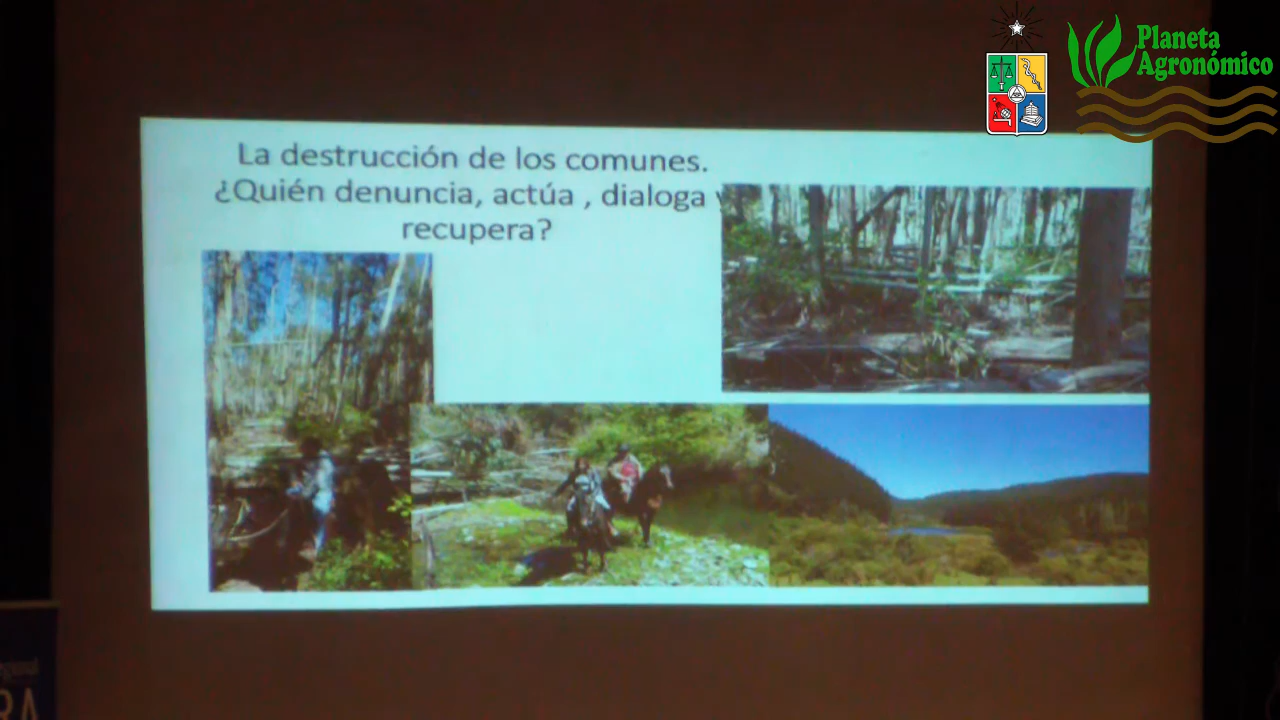 Planeta
Agronómico
La destrucción de los comunes.
¿Quién denuncia, actúa , dialoga y
recupera?